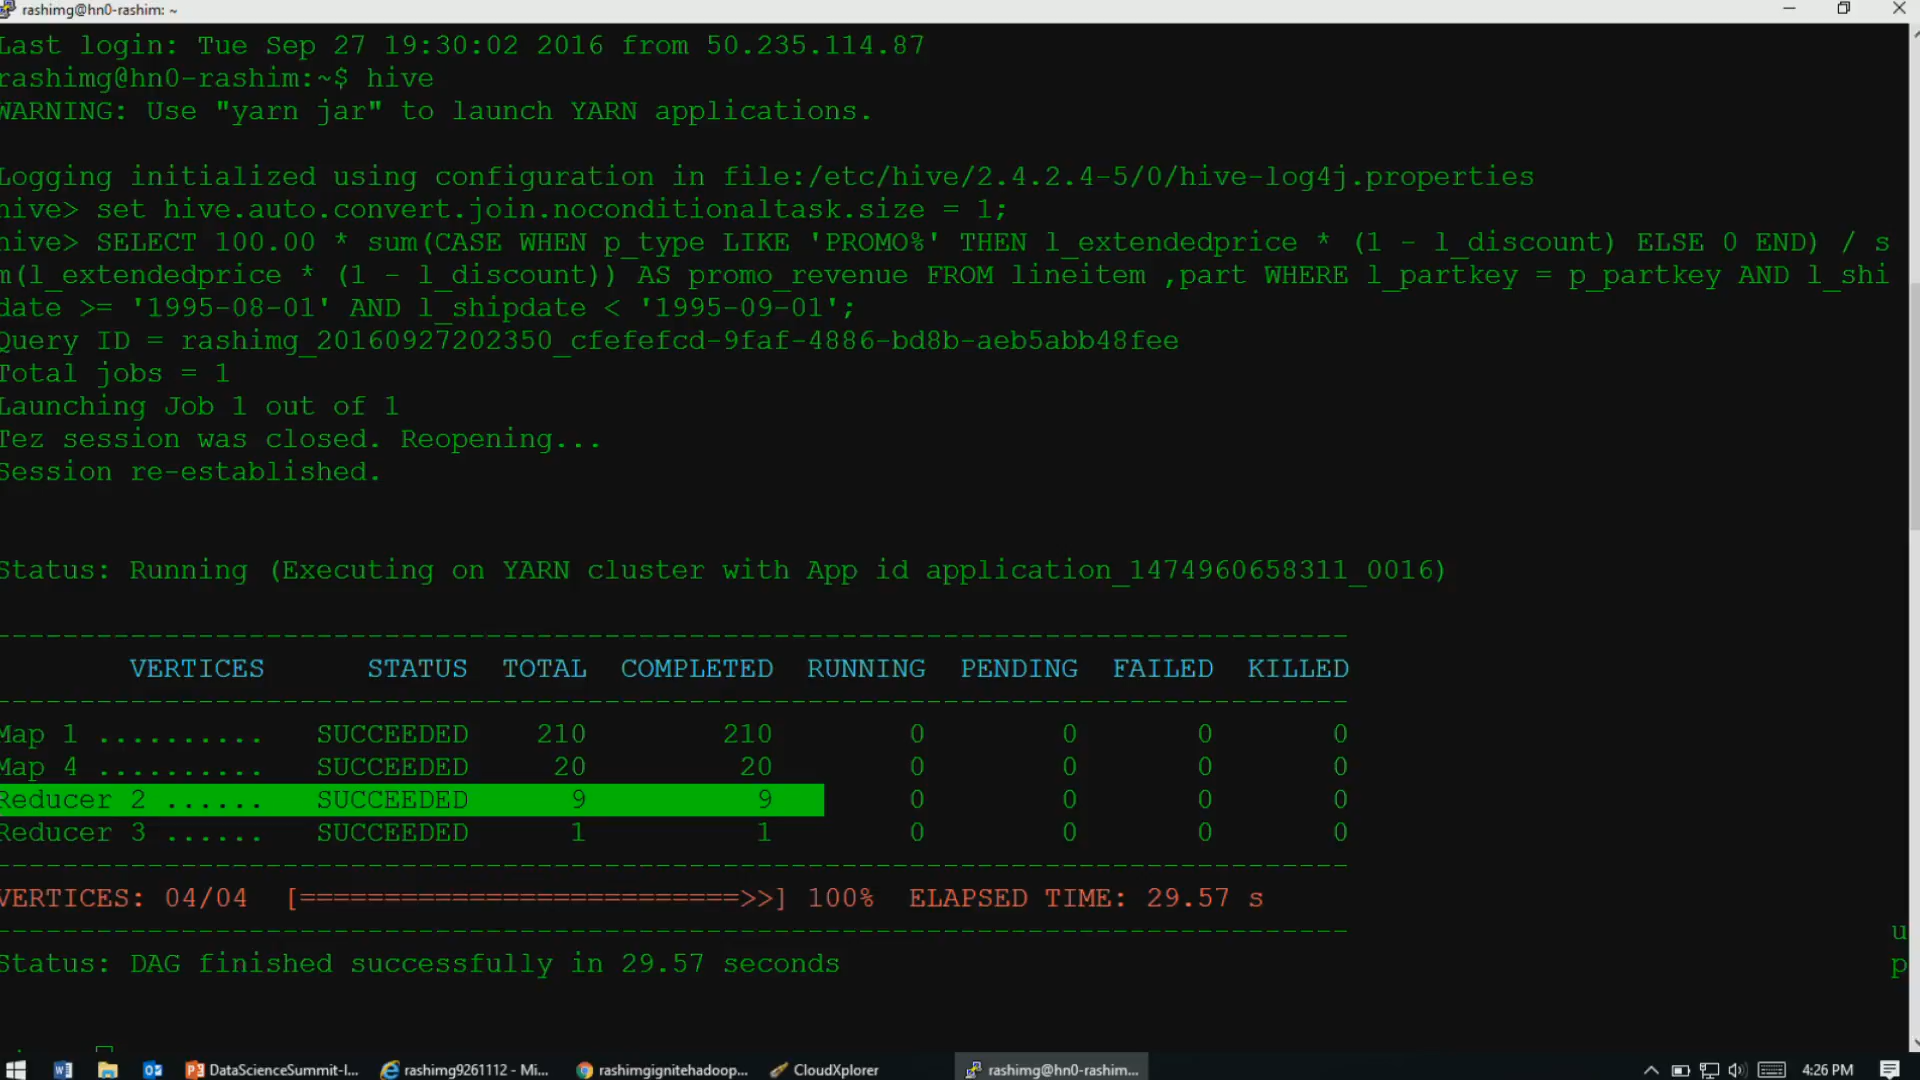 rashimg@hn0-rashim: ~
Last login: Tue Sep 27 19:30:02 2016 from 50.235.114.87
rashimg@hn0-rashim:~$ hive
WARNING: Use "yarn jar" to launch YARN applications.
Logging initialized using configuration in file:/etc/hive/2.4.2.4-5/0/hive-log4j.properties
hive> set hive.auto.convert.join.noconditionaltask.size = 1;
hive> SELECT 100.00 * sum(CASE WHEN p_type LIKE 'PROMO%' THEN l_extendedprice * (1 - l_discount) ELSE 0 END) / s
m(l_extendedprice * (1 - l_discount)) AS promo_revenue FROM lineitem ,part WHERE l_partkey = p_partkey AND l_shi
date >= '1995-08-01' AND l_shipdate < '1995-09-01';
Query ID = rashimg_20160927202350_cfefefcd-9faf-4886-bd8b-aeb5abb48fee
Total jobs = 1
Launching Job 1 out of 1
Tez session was closed. Reopening...
Session re-established.
Status: Running (Executing on YARN cluster with App id application_1474960658311_0016)
--------------------------------------------------------------------------------
VERTICES STATUS TOTAL COMPLETED RUNNING PENDING FAILED KILLED
--------------------------------------------------------------------------------
Map 1 .......... SUCCEEDED 210 210 0 0 0 0
Map 4 .......... SUCCEEDED 20 20 0 0 0 0
Reducer 2 ...... SUCCEEDED 9 9 0 0 0 0
Reducer 3 ...... SUCCEEDED 1 1 0 0 0 0
--------------------------------------------------------------------------------
VERTICES: 04/04 [==========================>>] 100% ELAPSED TIME: 29.57 s
--------------------------------------------------------------------------------
u
Status: DAG finished successfully in 29.57 seconds
p
DataScienceSummit-I... rashimg9261112 - Mi... rashimgignitehadoop... CloudXplorer rashimg@hn0-rashim... 4:26 PM